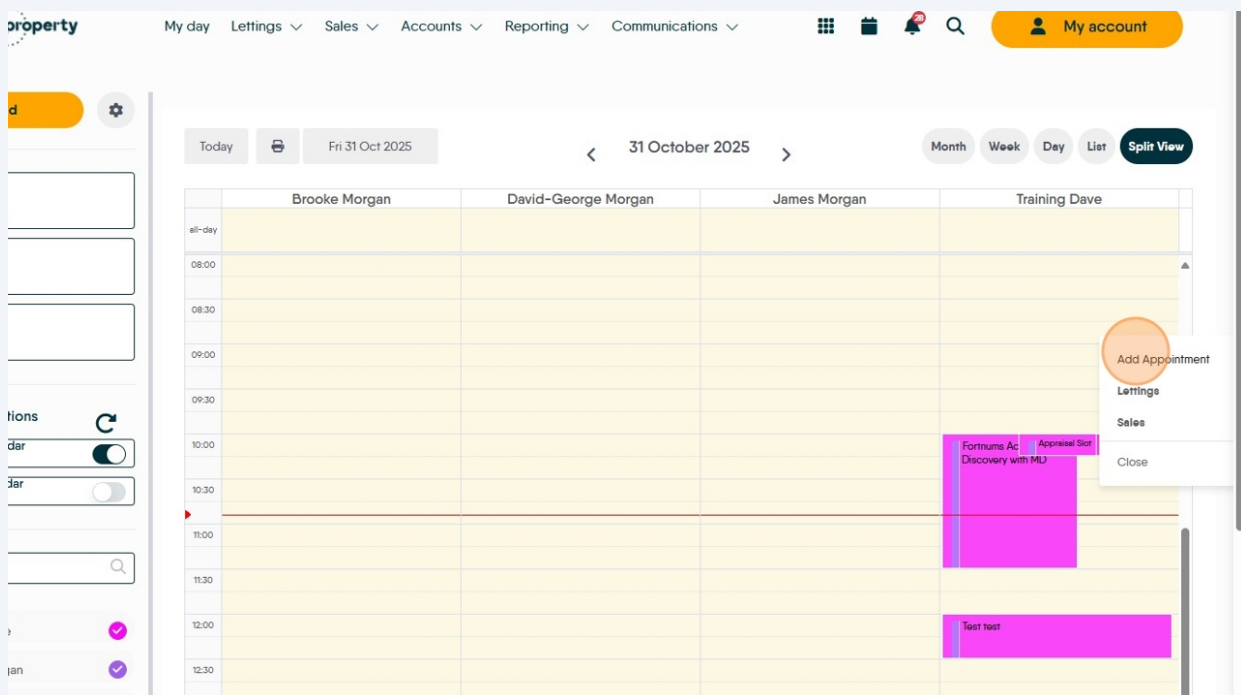 property
My day Lettings Sales Accounts Reporting Communications 28 My account
d
Today Fri 31 Oct 2025 31 October 2025 Month Week Day List Split View
Brooke Morgan David-George Morgan James Morgan Training Dave
all-day
08:00
08:30
09:00
Add Appointment
09:30
Lettings
Sales
tions
dar
10:00
Fortnums Ac Appraisal Slot
Discovery with MD
Close
dar
10:30
11:00
11:30
12:00
Test test
e
gan
12:30